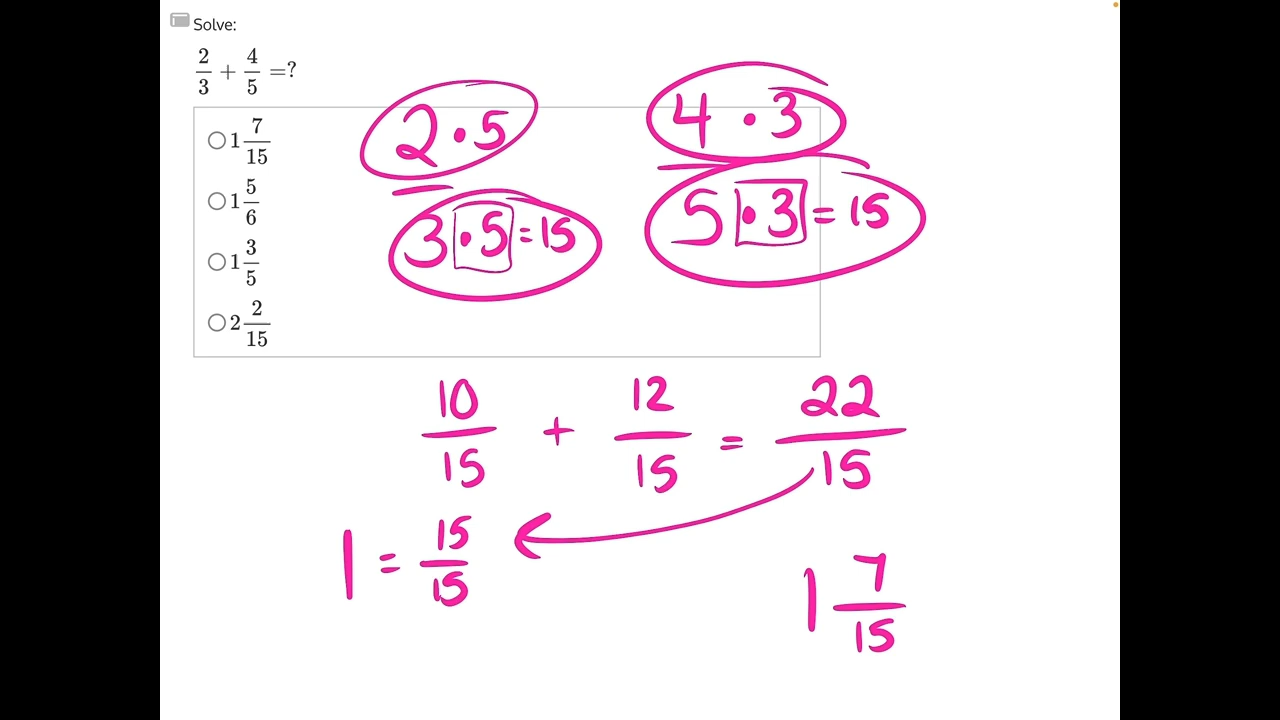 Solve:
2/3 + 4/5 =?
1 7/15
1 5/6
1 3/5
2 2/15
2 · 5
3 · 5 = 15
4 · 3
5 · 3 = 15
10/15 + 12/15 = 22/15
1 = 15/15
1 7/15